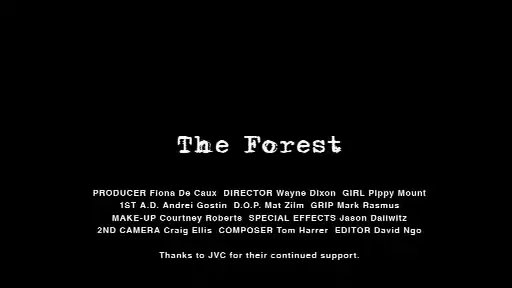 The Forest
PRODUCER Fiona De Caux DIRECTOR Wayne Dixon GIRL Pippy Mount
1ST A.D. Andrei Gostin D.O.P. Mat Zilm GRIP Mark Rasmus
MAKE-UP Courtney Roberts SPECIAL EFFECTS Jason Dallwitz
2ND CAMERA Craig Ellis COMPOSER Tom Harrer EDITOR David Ngo
Thanks to JVC for their continued support.